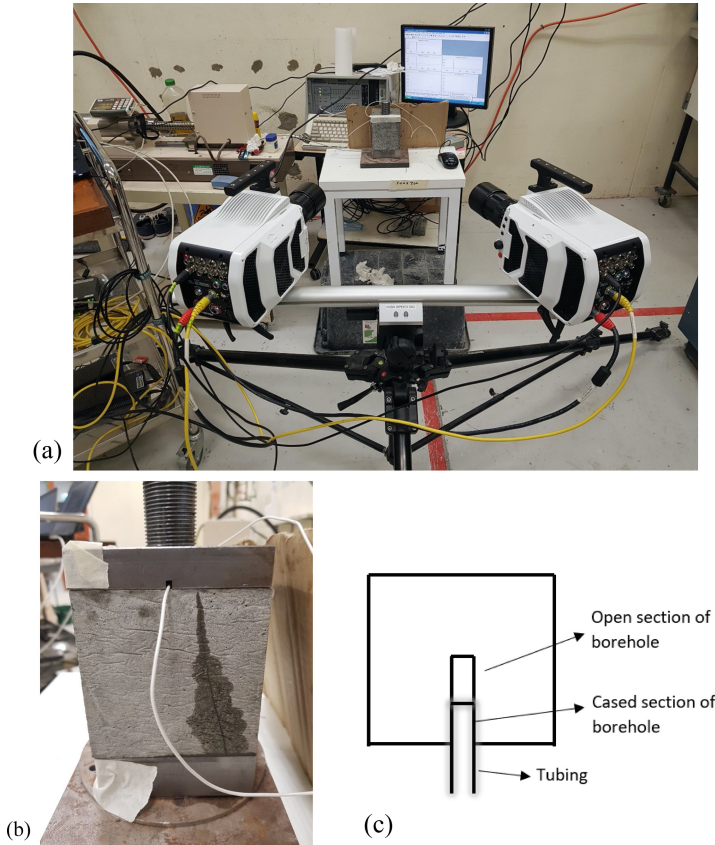 (a)
(b)
Open section of
borehole
Cased section of
borehole
Tubing
(c)